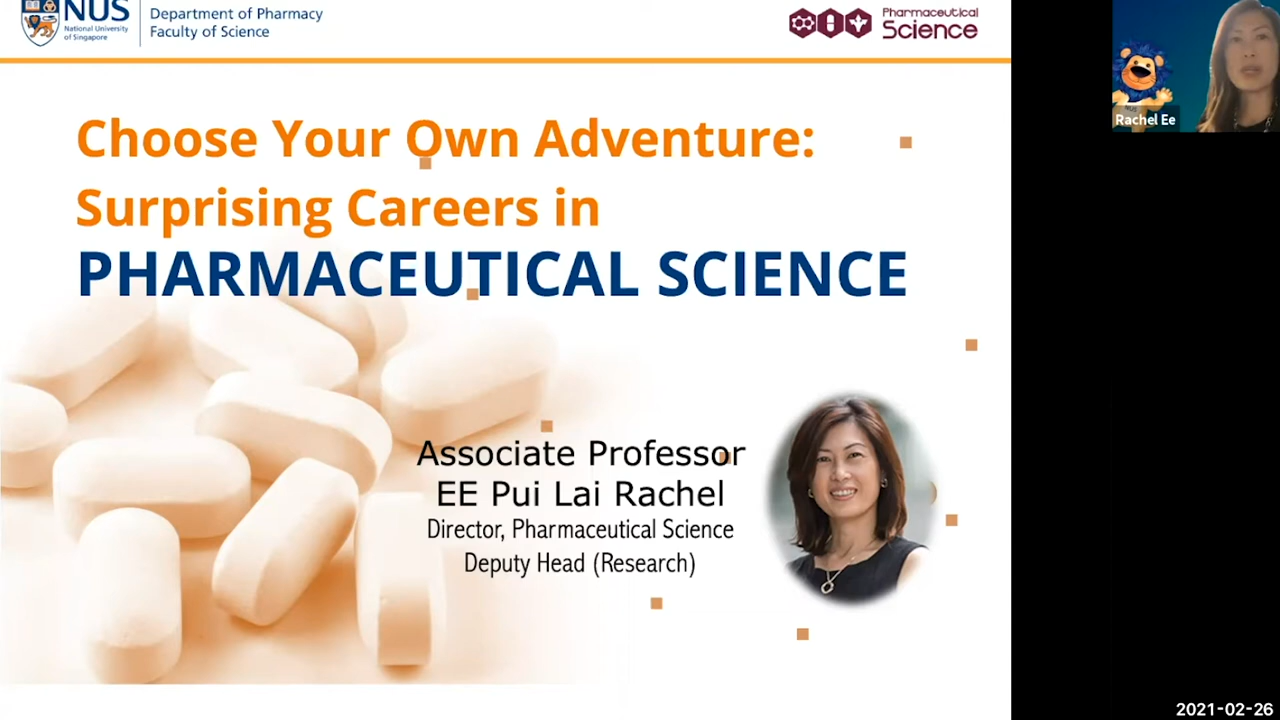 NUS
National University
of Singapore
Department of Pharmacy
Faculty of Science
Pharmaceutical
Science
Rachel Ee
Choose Your Own Adventure:
Surprising Careers in
PHARMACEUTICAL SCIENCE
Associate Professor
EE Pui Lai Rachel
Director, Pharmaceutical Science
Deputy Head (Research)
2021-02-26